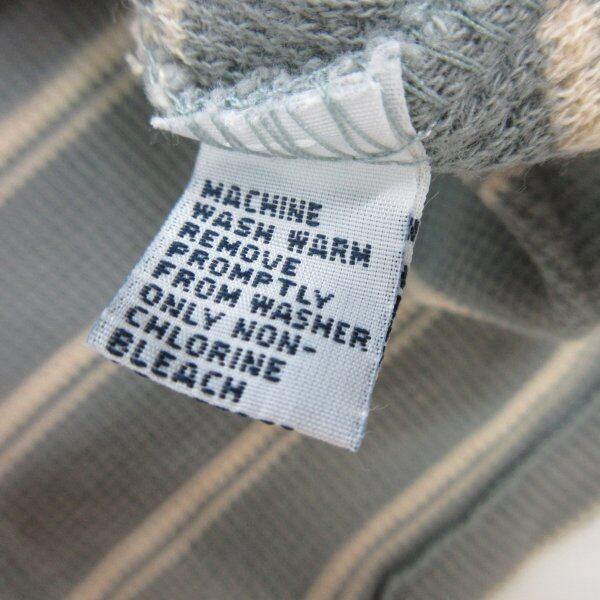 MACHINE
WASH WARM
REMOVE
PROMPTLY
FROM WASHER
ONLY NON-
CHLORINE
BLEACH